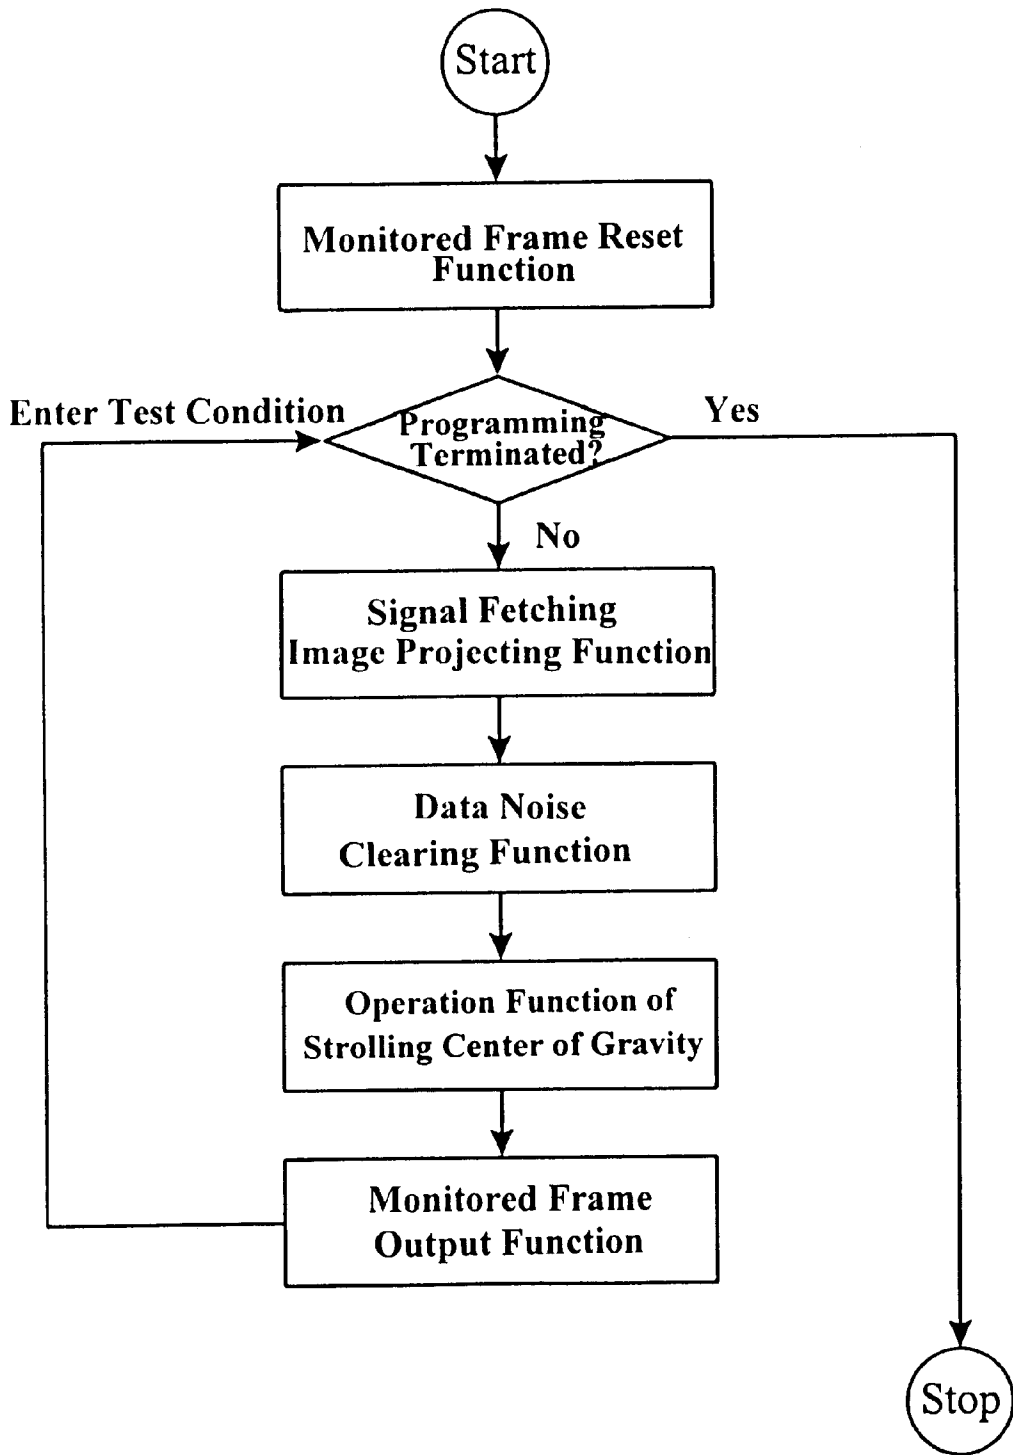 Start
Monitored Frame Reset
Function
Enter Test Condition
Programming
Terminated?
Yes
No
Signal Fetching
Image Projecting Function
Data Noise
Clearing Function
Operation Function of
Strolling Center of Gravity
Monitored Frame
Output Function
Stop